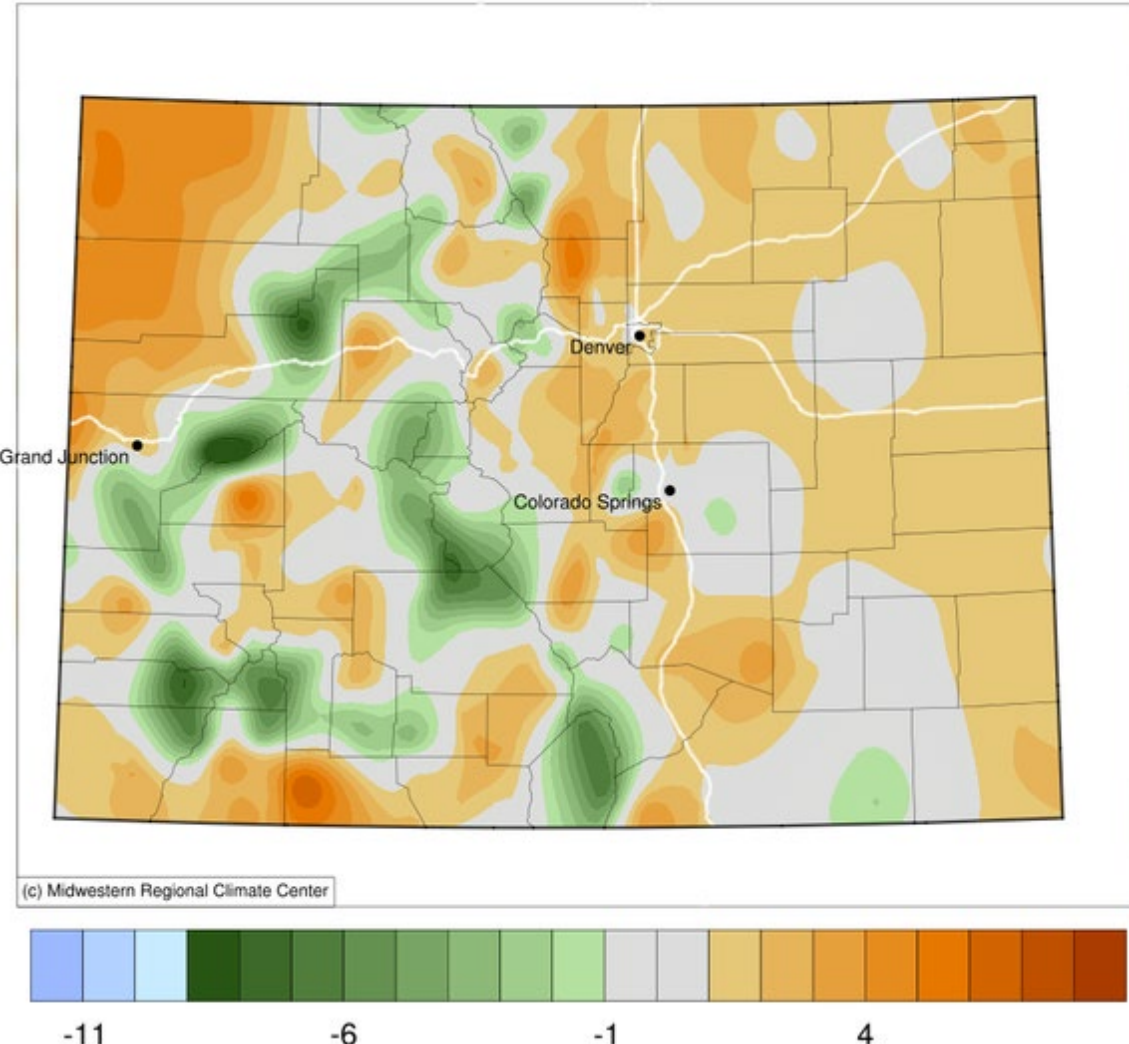 Denver
Grand Junction
Colorado Springs
(c) Midwestern Regional Climate Center
-11 -6 -1 4